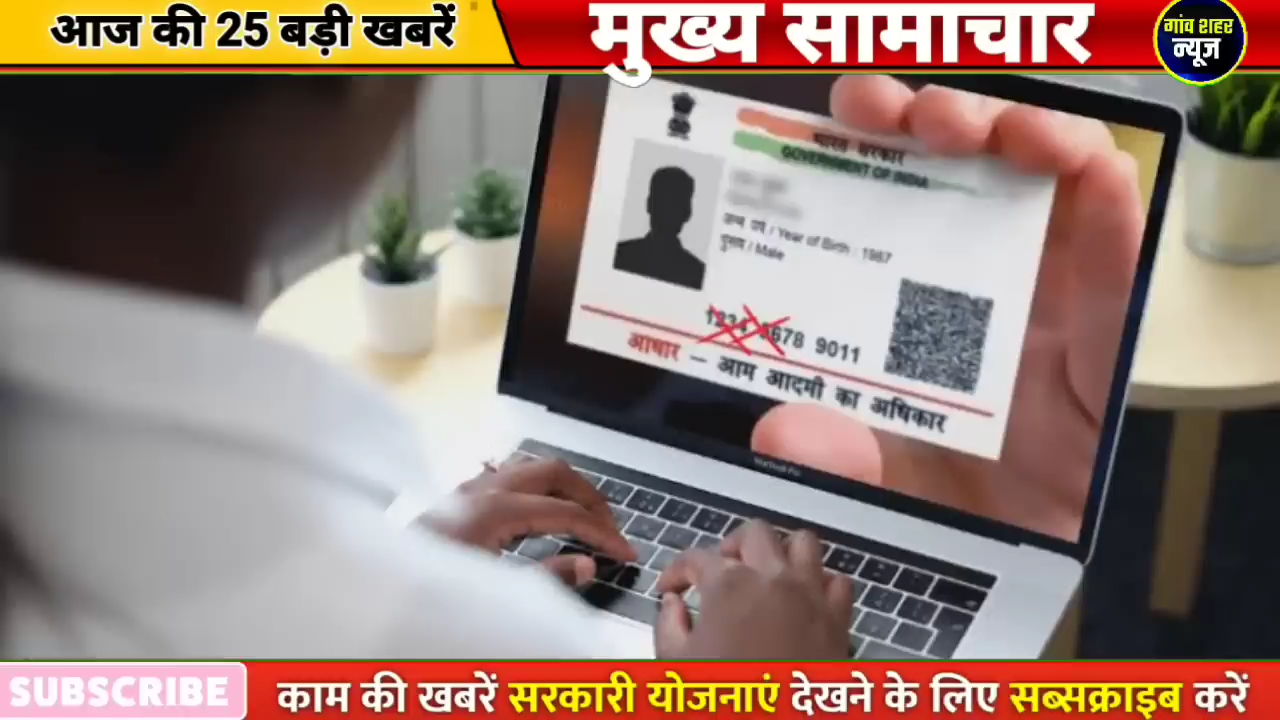 आज की 25 बड़ी खबरें
मुख्य सामाचार
गांव शहर
न्यूज
भारत सरकार
GOVERNMENT OF INDIA
जन्म वर्ष / Year of Birth : 1987
पुरुष / Male
1234 5678 9011
आधार – आम आदमी का अधिकार
SUBSCRIBE
काम की खबरें सरकारी योजनाएं देखने के लिए सब्सक्राइब करें